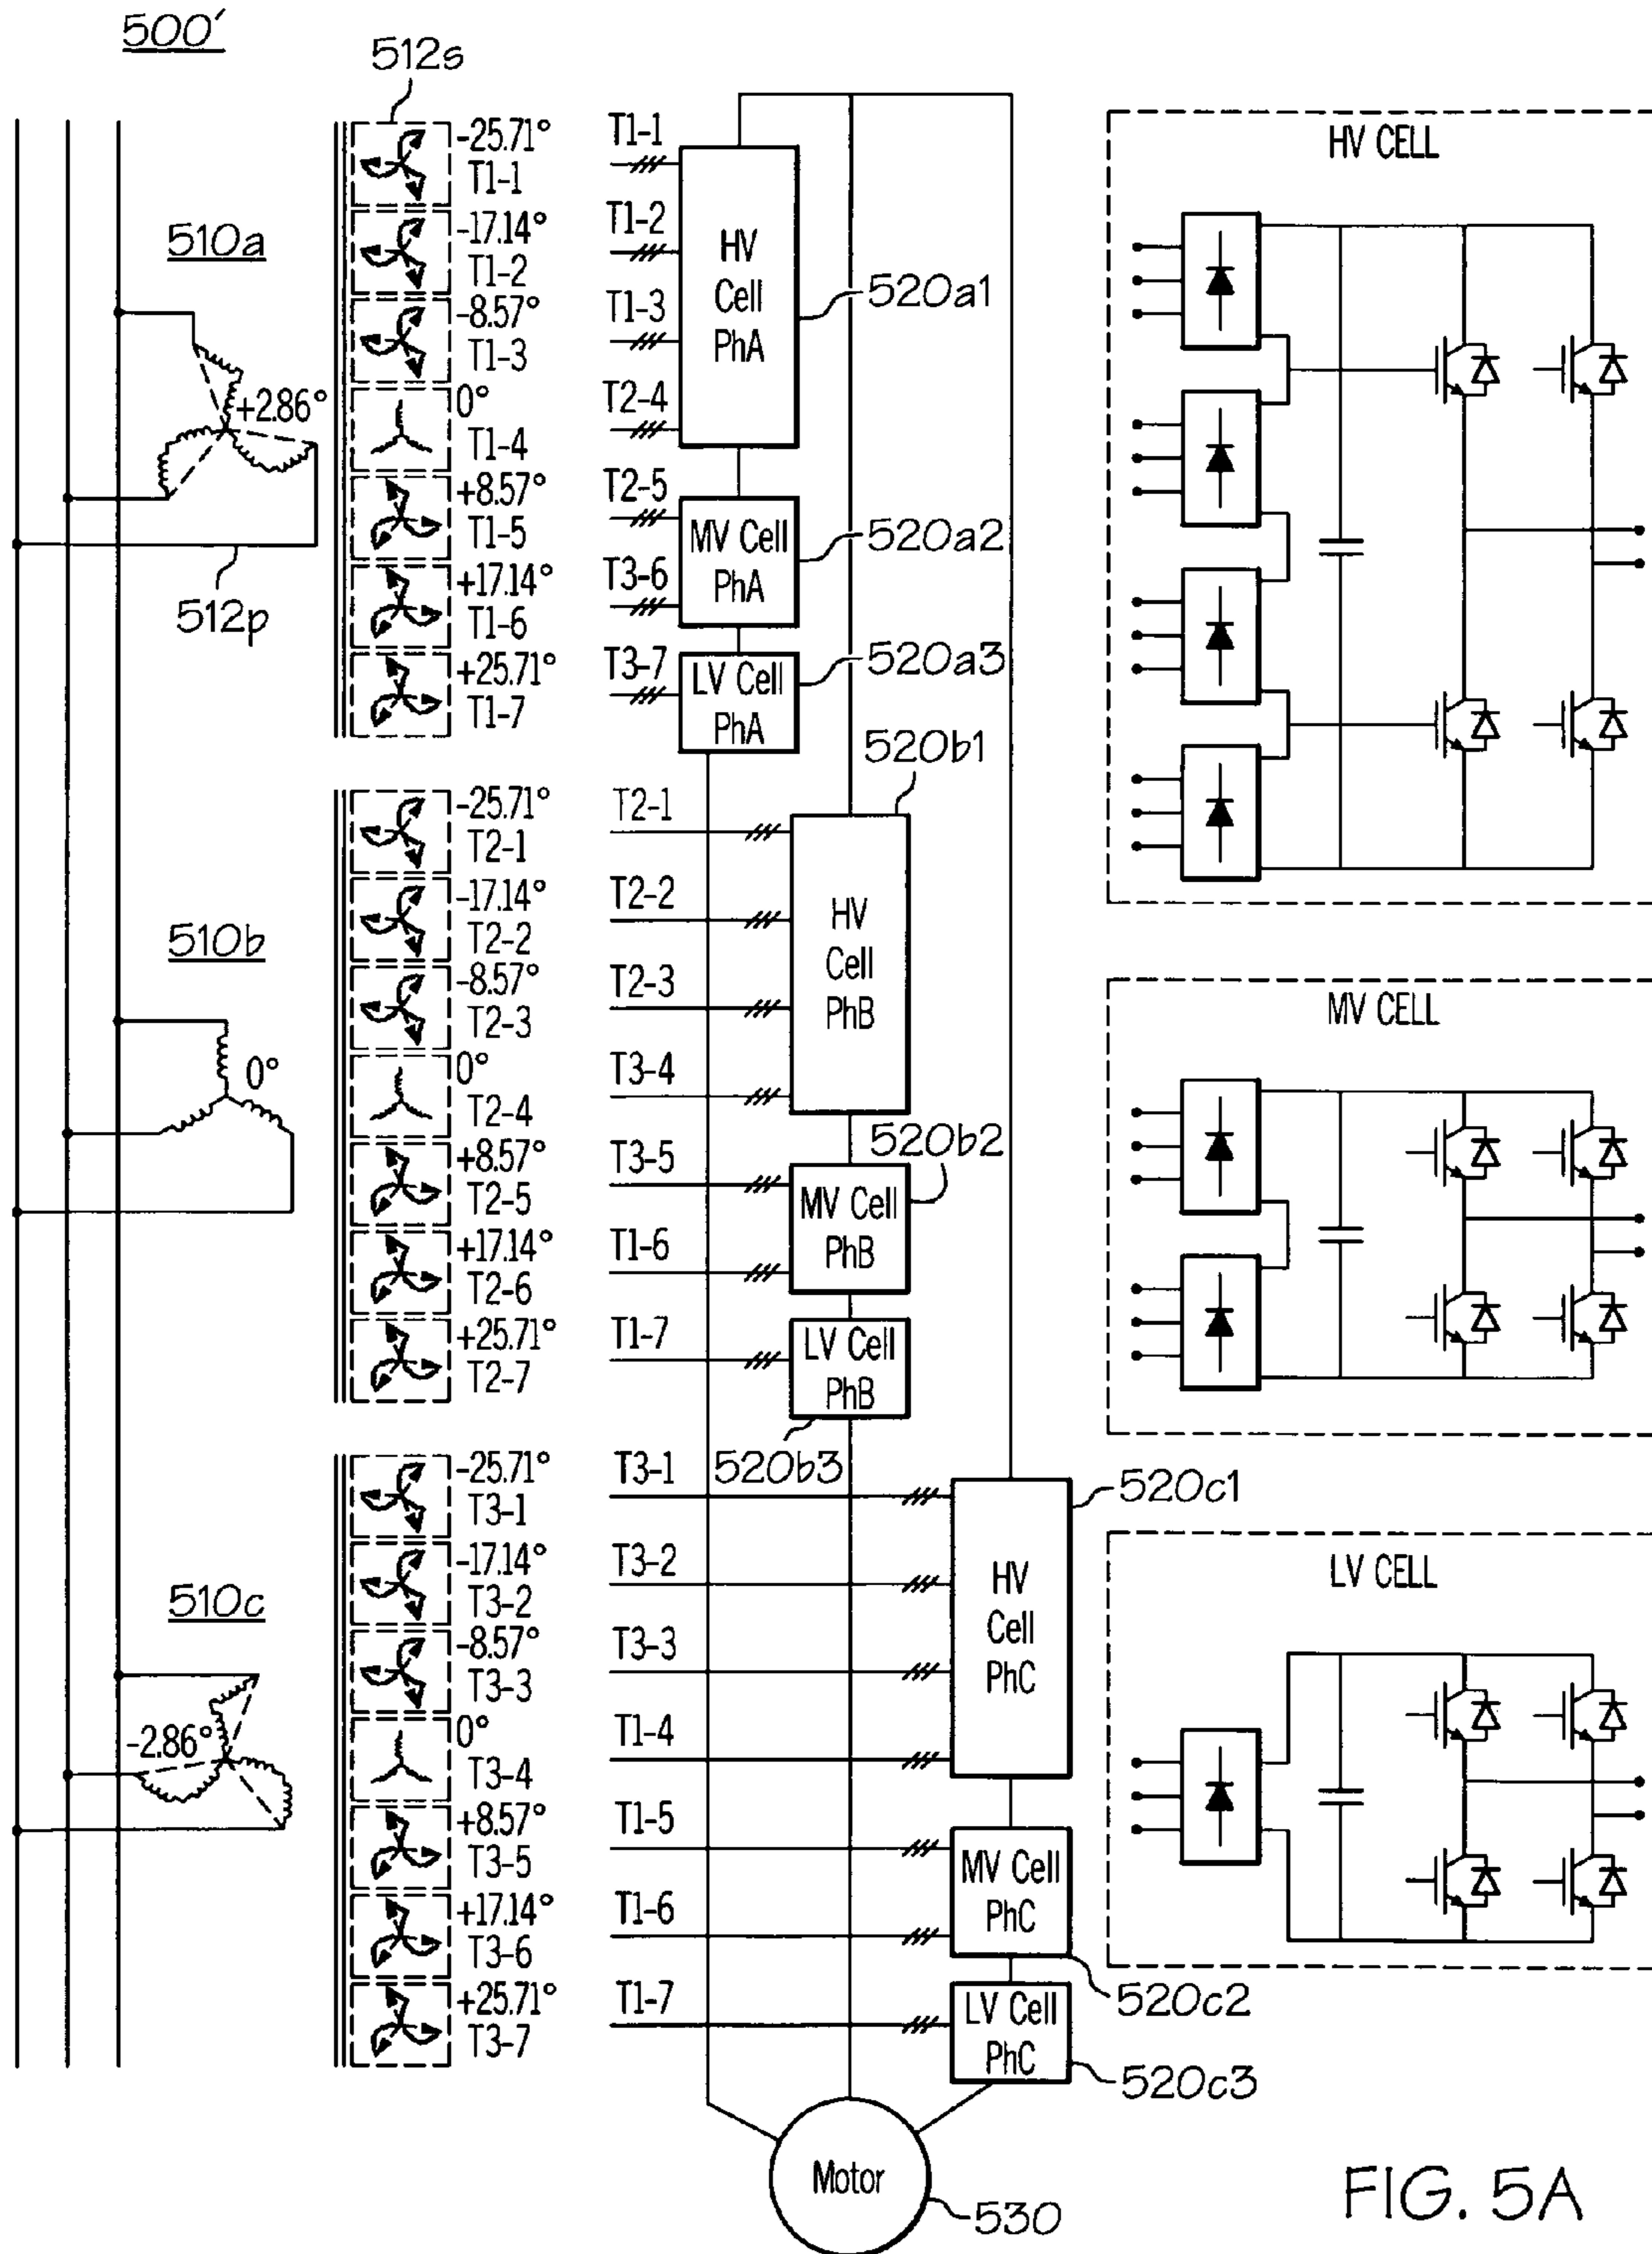 500'
512s
510a
+2.86°
512p
-25.71°
T1-1
-17.14°
T1-2
-8.57°
T1-3
0°
T1-4
+8.57°
T1-5
+17.14°
T1-6
+25.71°
T1-7
T1-1
T1-2
T1-3
T2-4
T2-5
T3-6
T3-7
HV
Cell
PhA
520a1
MV Cell
PhA
520a2
LV Cell
PhA
520a3
510b
0°
-25.71°
T2-1
-17.14°
T2-2
-8.57°
T2-3
0°
T2-4
+8.57°
T2-5
+17.14°
T2-6
+25.71°
T2-7
T2-1
T2-2
T2-3
T3-4
T3-5
T1-6
T1-7
520b1
HV
Cell
PhB
520b2
MV Cell
PhB
LV Cell
PhB
520b3
510c
-2.86°
-25.71°
T3-1
-17.14°
T3-2
-8.57°
T3-3
0°
T3-4
+8.57°
T3-5
+17.14°
T3-6
+25.71°
T3-7
T3-1
T3-2
T3-3
T1-4
T1-5
T1-6
T1-7
520c1
HV
Cell
PhC
MV Cell
PhC
520c2
LV Cell
PhC
520c3
Motor
530
HV CELL
MV CELL
LV CELL
FIG. 5A